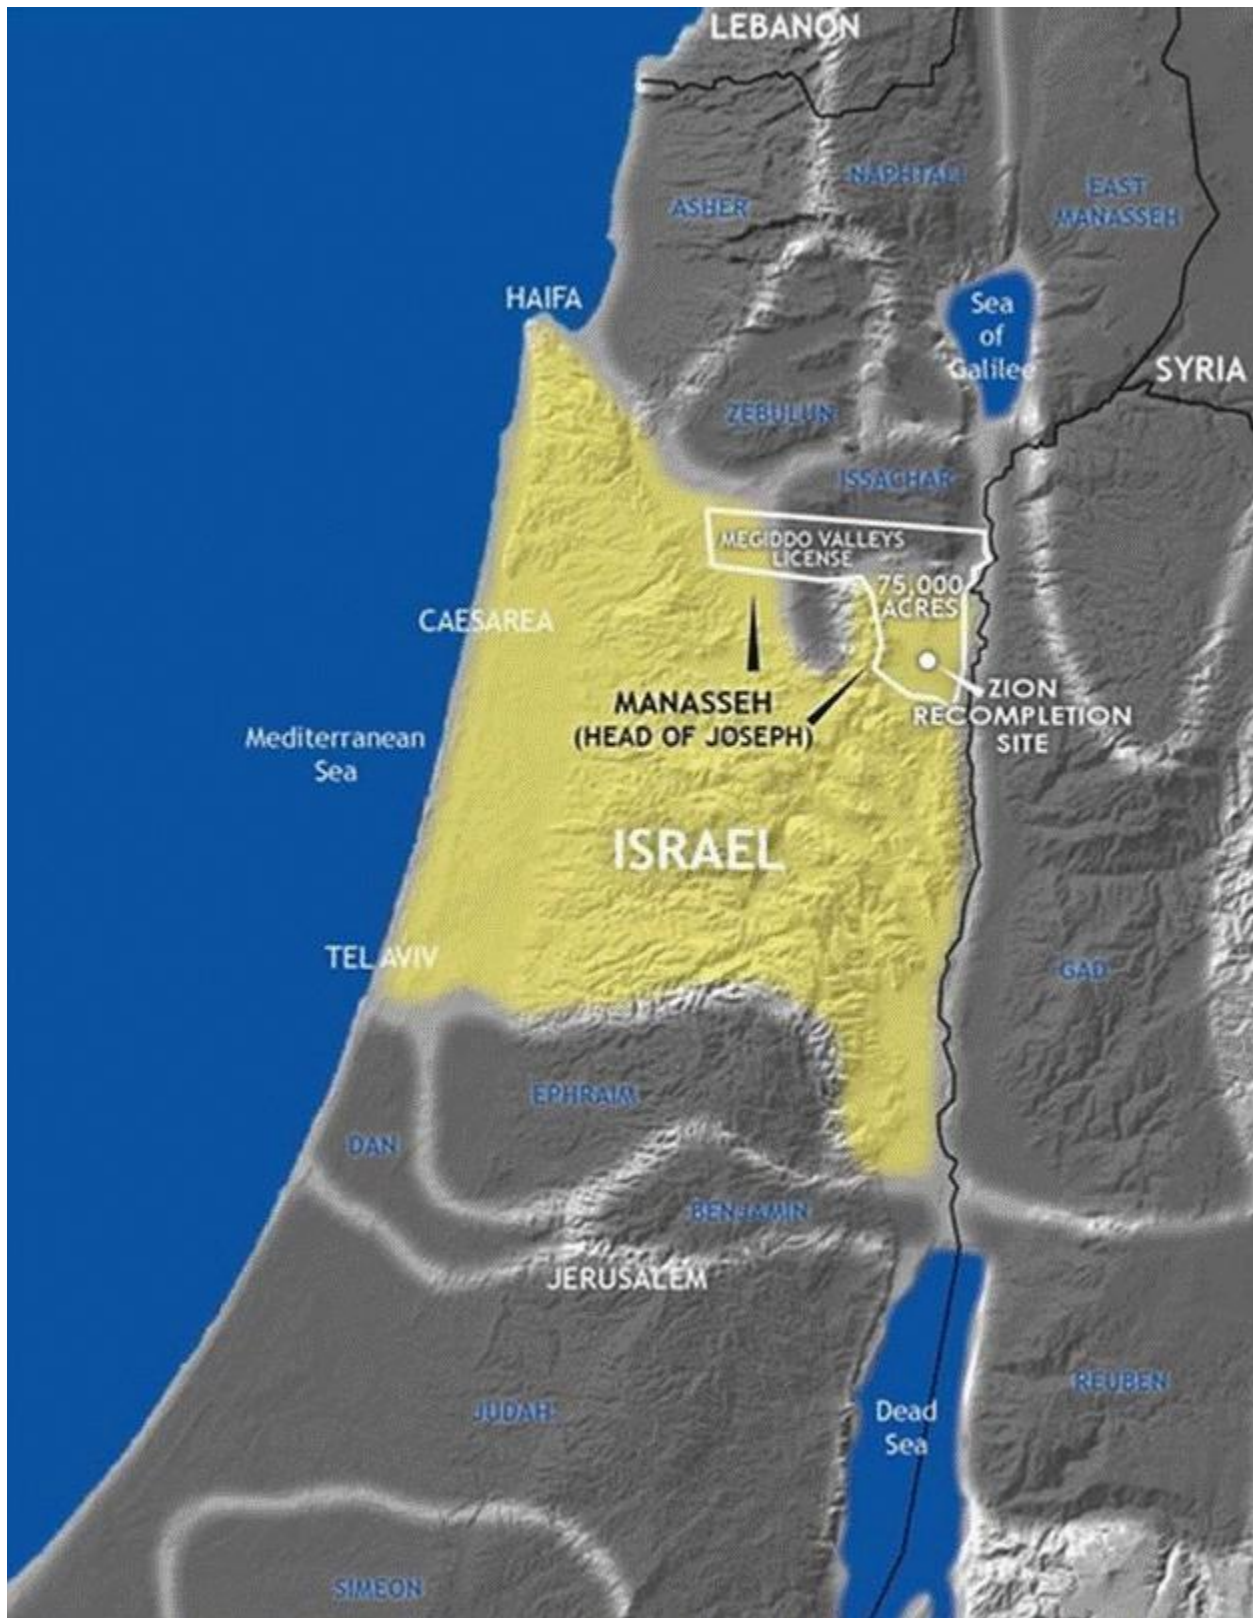 LEBANON
NAPHTALI
EAST
MANASSEH
ASHER
HAIFA
Sea
of
Galilee
SYRIA
ZEBULUN
ISSACHAR
MEGIDDO VALLEYS
LICENSE
75,000
ACRES
CAESAREA
ZION
RECOMPLETION
SITE
MANASSEH
(HEAD OF JOSEPH)
Mediterranean
Sea
ISRAEL
TEL AVIV
GAD
EPHRAIM
DAN
BENJAMIN
JERUSALEM
REUBEN
JUDAH
Dead
Sea
SIMEON